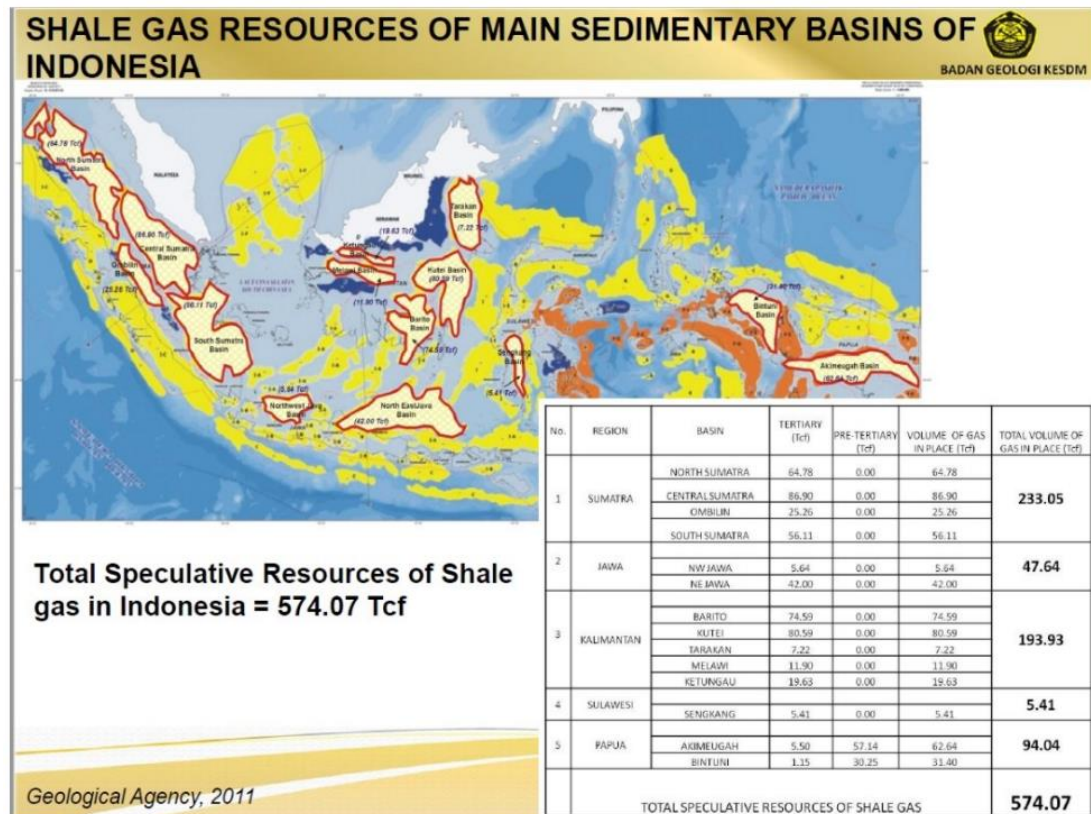 SHALE GAS RESOURCES OF MAIN SEDIMENTARY BASINS OF
INDONESIA
BADAN GEOLOGI KESDM
PILIPINA
(64.78 Tcf)
North Sumatra
Basin
MALAYSIA
(86.90 Tcf)
Central Sumatra
Basin
Ombilin
Basin
(25.26 Tcf)
(56.11 Tcf)
South Sumatra
Basin
Tarakan
Basin
(7.22 Tcf)
(19.63 Tcf)
Ketungau
Basin
Melawi Basin
(11.90 Tcf)
Kutei Basin
(80.59 Tcf)
Barito
Basin
(74.59 Tcf)
Sengkang
Basin
(5.41 Tcf)
(5.64 Tcf)
Northwest Java
Basin
North EastJava
Basin
(42.00 Tcf)
(31.40 Tcf)
Bintuni
Basin
PAPUA
Akimeugah Basin
(62.64 Tcf)
No. REGION BASIN TERTIARY (Tcf) PRE-TERTIARY (Tcf) VOLUME OF GAS IN PLACE (Tcf) TOTAL VOLUME OF GAS IN PLACE (Tcf)
1 SUMATRA NORTH SUMATRA 64.78 0.00 64.78 233.05
CENTRAL SUMATRA 86.90 0.00 86.90
OMBILIN 25.26 0.00 25.26
SOUTH SUMATRA 56.11 0.00 56.11
2 JAWA NW JAWA 5.64 0.00 5.64 47.64
NE JAWA 42.00 0.00 42.00
3 KALIMANTAN BARITO 74.59 0.00 74.59 193.93
KUTEI 80.59 0.00 80.59
TARAKAN 7.22 0.00 7.22
MELAWI 11.90 0.00 11.90
KETUNGAU 19.63 0.00 19.63
4 SULAWESI SENGKANG 5.41 0.00 5.41 5.41
5 PAPUA AKIMEUGAH 5.50 57.14 62.64 94.04
BINTUNI 1.15 30.25 31.40
TOTAL SPECULATIVE RESOURCES OF SHALE GAS 574.07
Total Speculative Resources of Shale
gas in Indonesia = 574.07 Tcf
Geological Agency, 2011